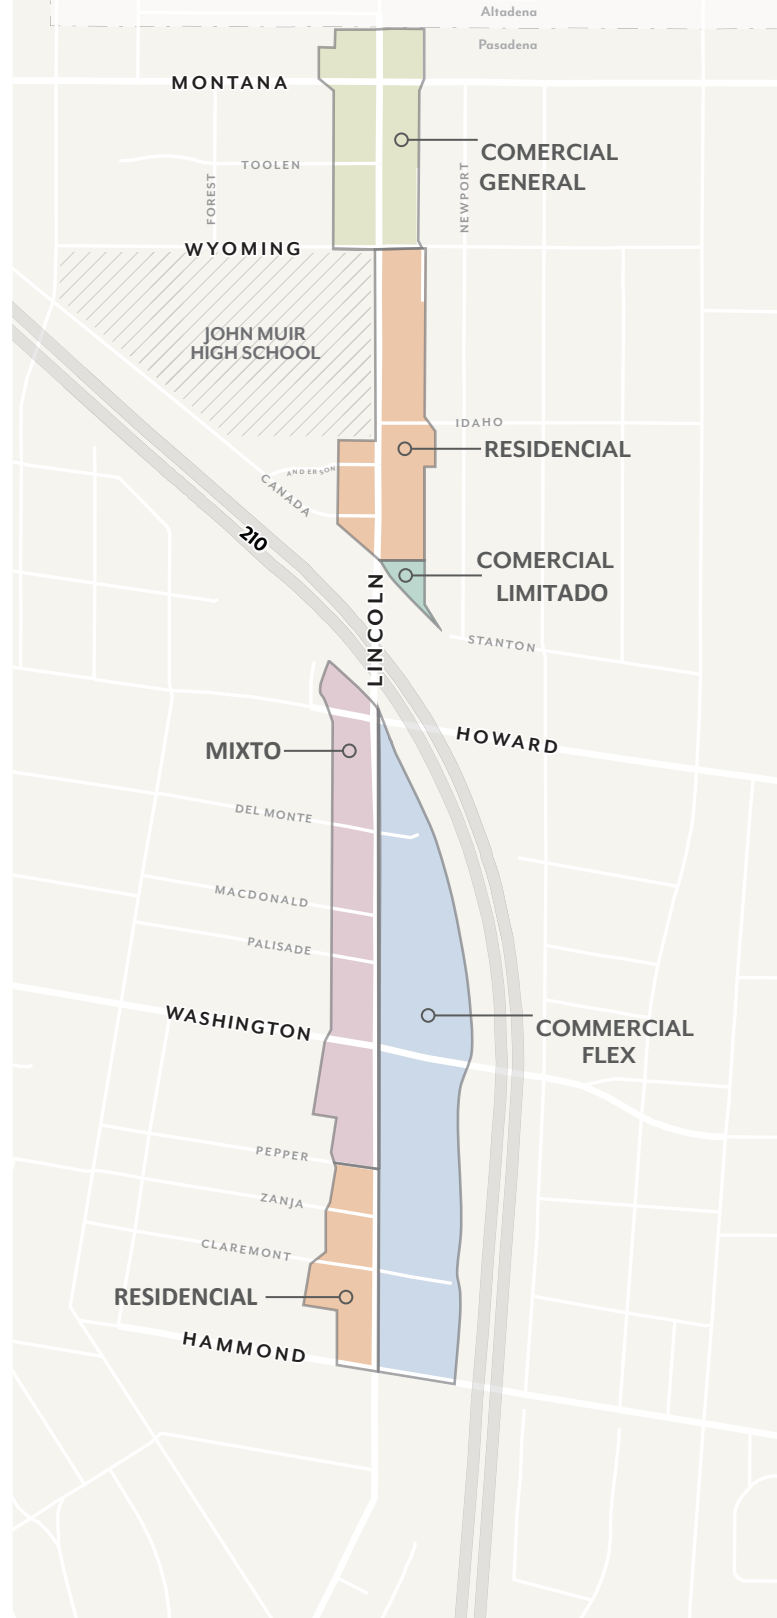 Altadena
Pasadena
MONTANA
COMERCIAL
GENERAL
TOOLEN
FOREST
NEWPORT
WYOMING
JOHN MUIR
HIGH SCHOOL
IDAHO
RESIDENCIAL
ANDERSON
CANADA
210
COMERCIAL
LIMITADO
LINCOLN
STANTON
HOWARD
MIXTO
DEL MONTE
MACDONALD
PALISADE
WASHINGTON
COMMERCIAL
FLEX
PEPPER
ZANJA
CLAREMONT
RESIDENCIAL
HAMMOND